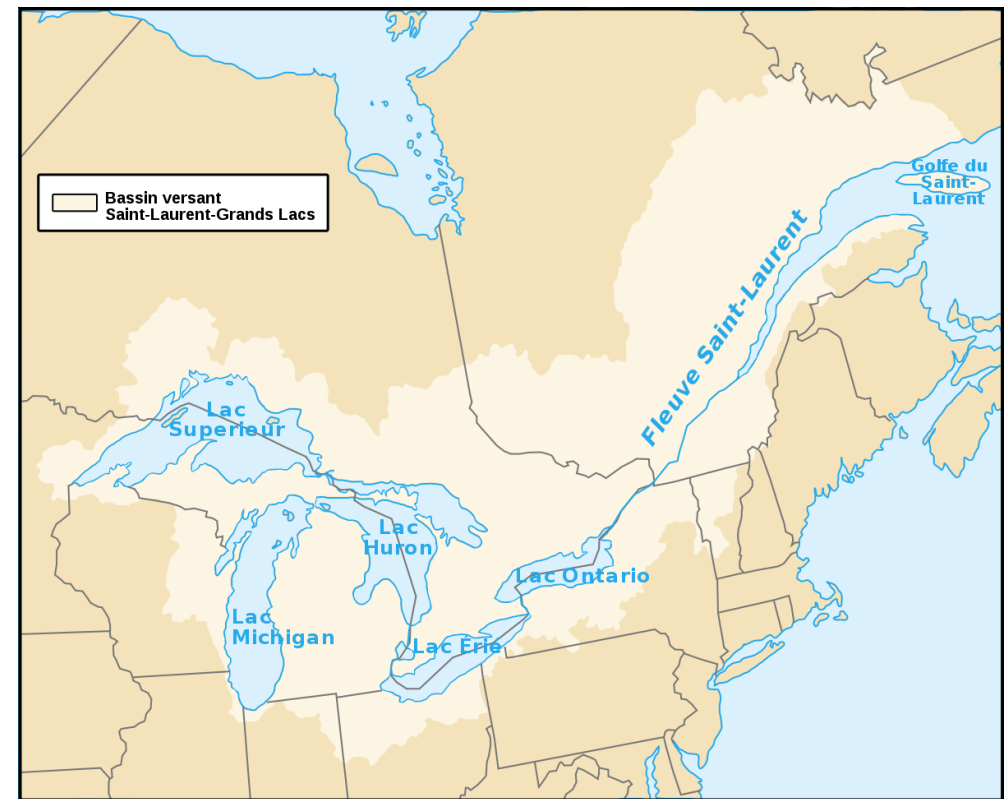 Golfe du
Saint-
Laurent
Bassin versant
Saint-Laurent-Grands Lacs
Fleuve Saint-Laurent
Lac
Superieur
Lac
Huron
Lac Ontario
Lac
Michigan
Lac Erie